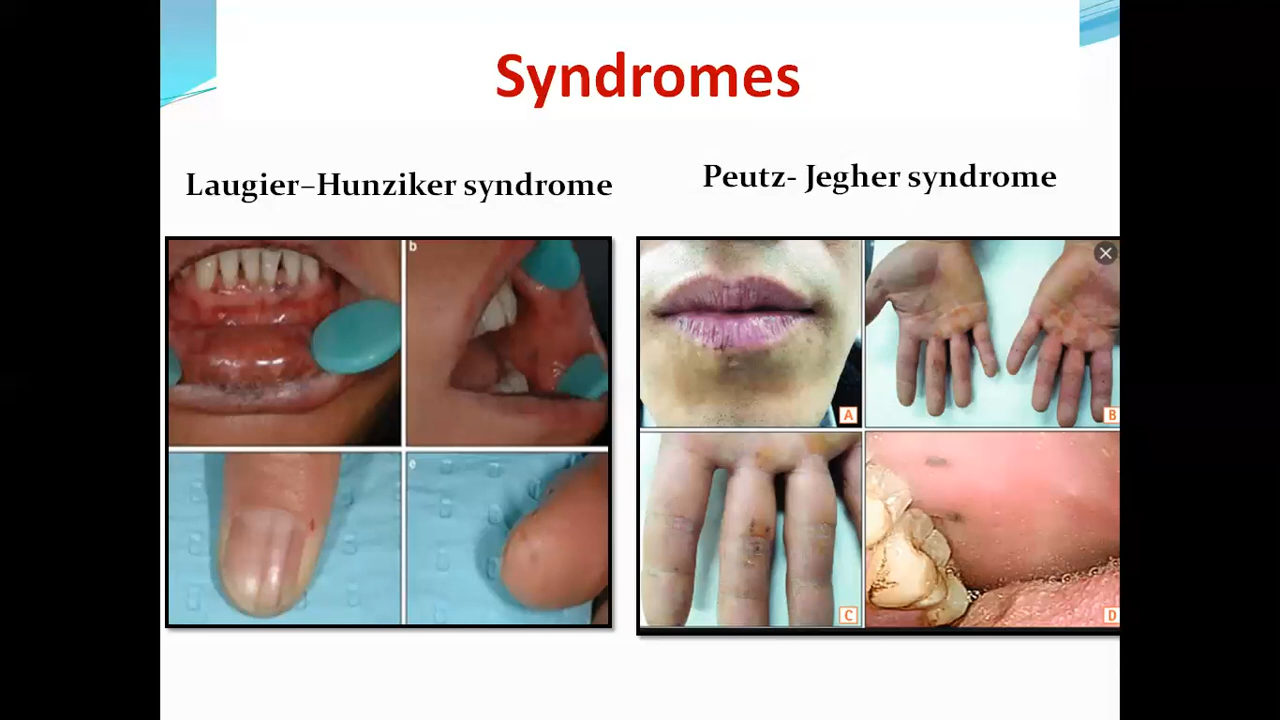 Syndromes
Laugier–Hunziker syndrome
Peutz- Jegher syndrome
b
c
A
B
C
D